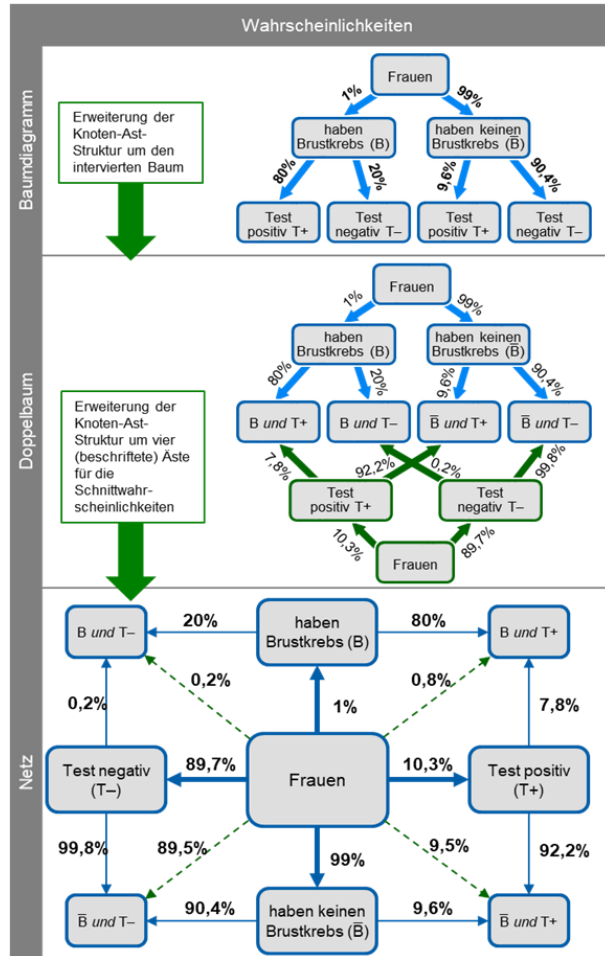 Wahrscheinlichkeiten
Baumdiagramm
Erweiterung der
Knoten-Ast-
Struktur um den
intervierten Baum
Frauen
1%
99%
haben
Brustkrebs (B)
haben keinen
Brustkrebs (B̅)
80%
20%
9,6%
90,4%
Test
positiv T+
Test
negativ T–
Test
positiv T+
Test
negativ T–
Doppelbaum
Erweiterung der
Knoten-Ast-
Struktur um vier
(beschriftete) Äste
für die
Schnittwahr-
scheinlichkeiten
Frauen
1%
99%
haben
Brustkrebs (B)
haben keinen
Brustkrebs (B̅)
80%
20%
9,6%
90,4%
B und T+
B und T–
B̅ und T+
B̅ und T–
7,8%
92,2%
0,2%
99,8%
Test
positiv T+
Test
negativ T–
10,3%
89,7%
Frauen
Netz
B und T–
20%
haben
Brustkrebs (B)
80%
B und T+
0,2%
0,2%
1%
0,8%
7,8%
Test negativ
(T–)
89,7%
Frauen
10,3%
Test positiv
(T+)
99,8%
89,5%
99%
9,5%
92,2%
B̅ und T–
90,4%
haben keinen
Brustkrebs (B̅)
9,6%
B̅ und T+